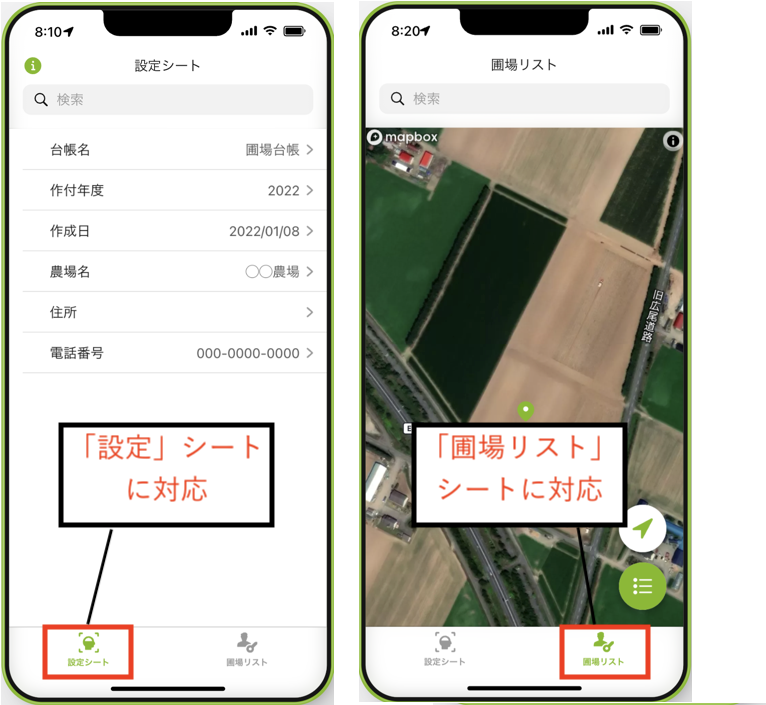 8:10
設定シート
検索
台帳名 圃場台帳
作付年度 2022
作成日 2022/01/08
農場名 〇〇農場
住所
電話番号 000-0000-0000
「設定」シート
に対応
設定シート 圃場リスト
8:20
圃場リスト
検索
mapbox
旧広尾道路
E
「圃場リスト」
シートに対応
設定シート 圃場リスト